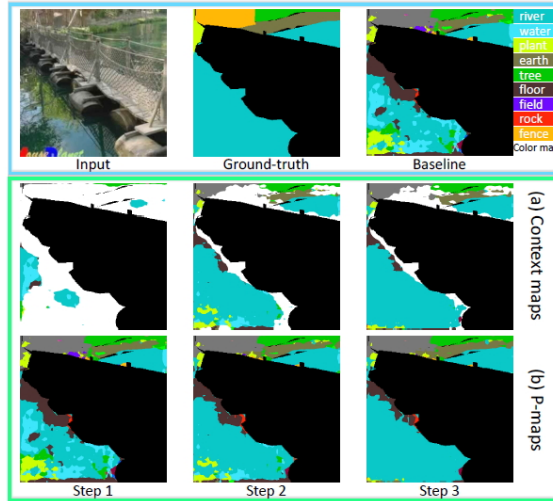 river
water
plant
earth
tree
floor
field
rock
fence
Color ma
Input
Ground-truth
Baseline
(a) Context maps
(b) P-maps
Step 1
Step 2
Step 3